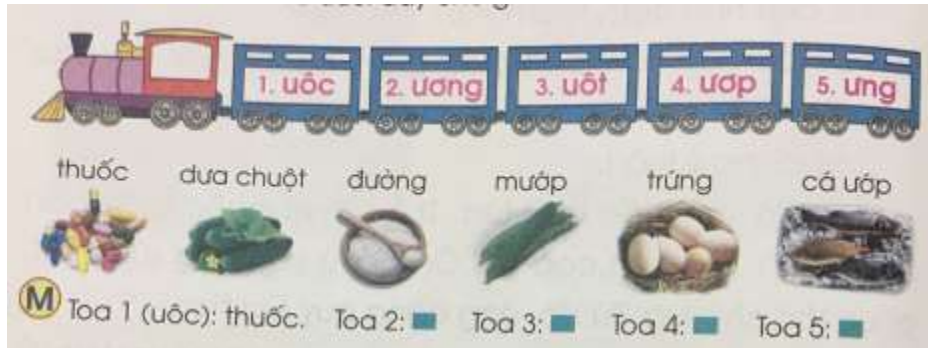 1. uôc 2. ương 3. uôt 4. ươp 5. ưng
thuốc dưa chuột đường mướp trứng cá ướp
M Toa 1 (uôc): thuốc. Toa 2: Toa 3: Toa 4: Toa 5: